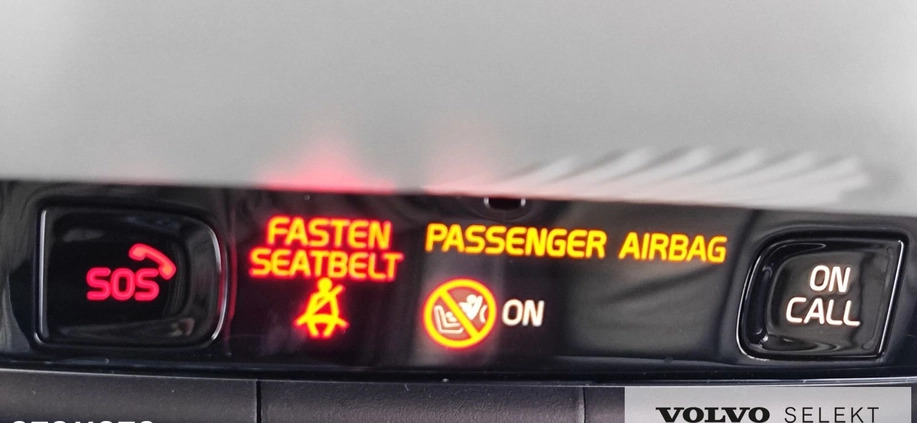 SOS
FASTEN
SEATBELT
PASSENGER AIRBAG
ON
ON
CALL
VOLVO SELEKT